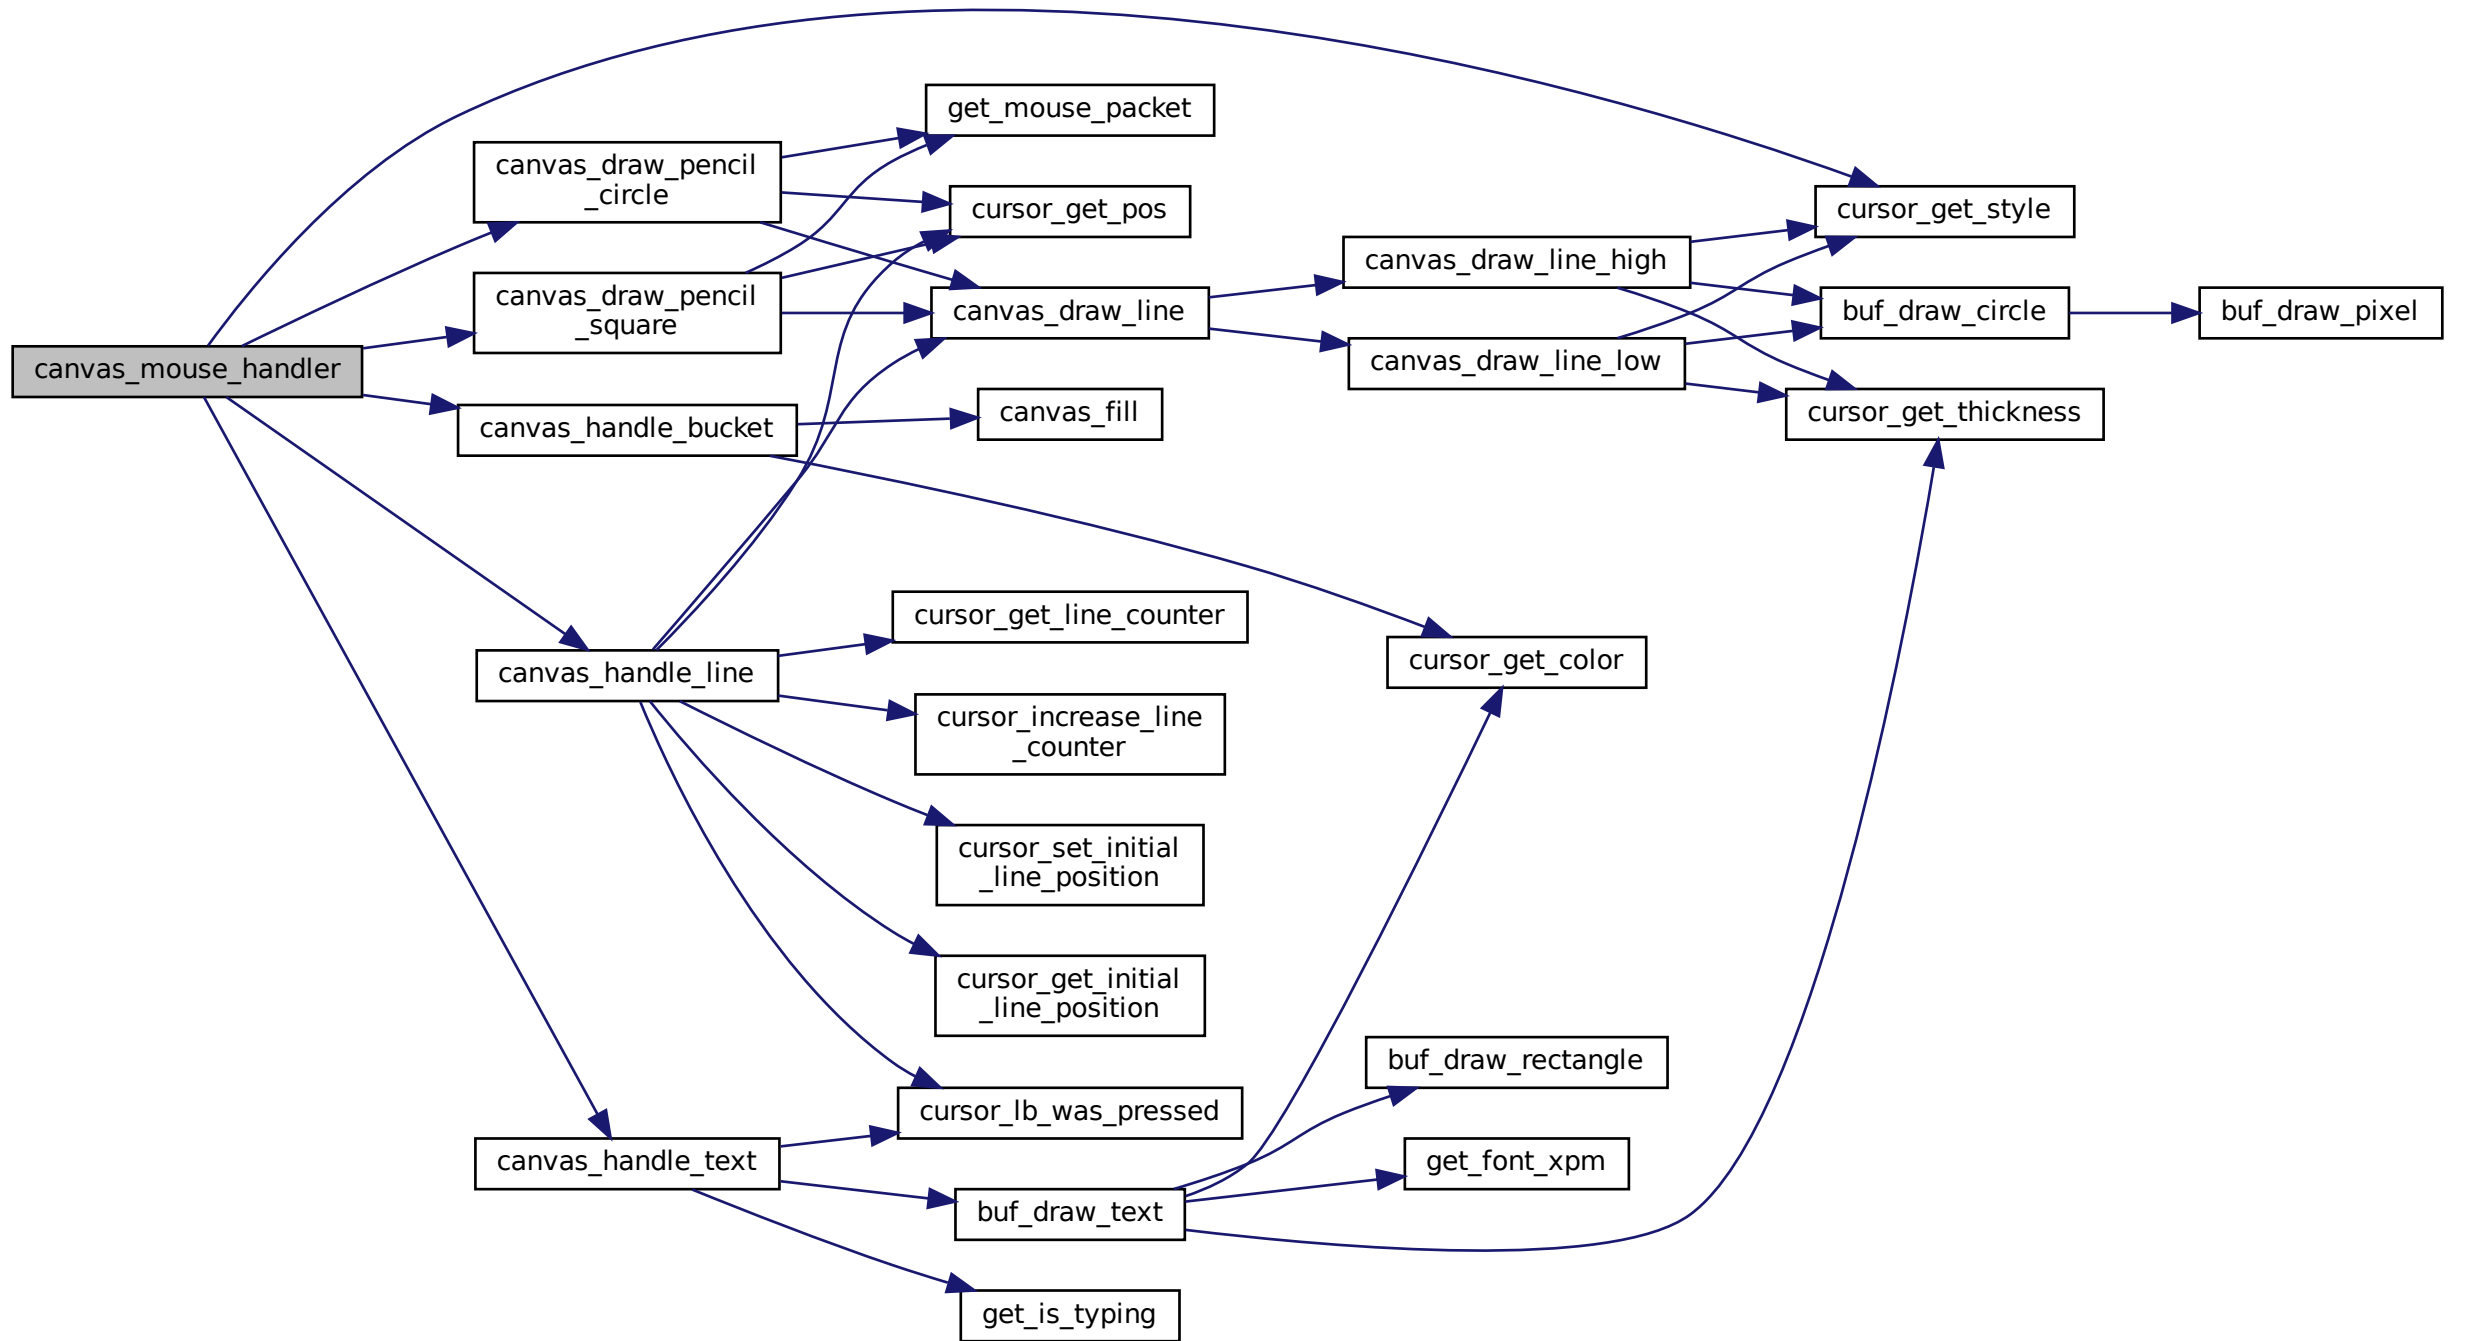 canvas_mouse_handler
canvas_draw_pencil
_circle
canvas_draw_pencil
_square
canvas_handle_bucket
canvas_handle_line
canvas_handle_text
get_mouse_packet
cursor_get_pos
canvas_draw_line
canvas_fill
cursor_get_line_counter
cursor_increase_line
_counter
cursor_set_initial
_line_position
cursor_get_initial
_line_position
cursor_lb_was_pressed
buf_draw_text
get_is_typing
canvas_draw_line_high
canvas_draw_line_low
cursor_get_color
buf_draw_rectangle
get_font_xpm
cursor_get_style
buf_draw_circle
cursor_get_thickness
buf_draw_pixel